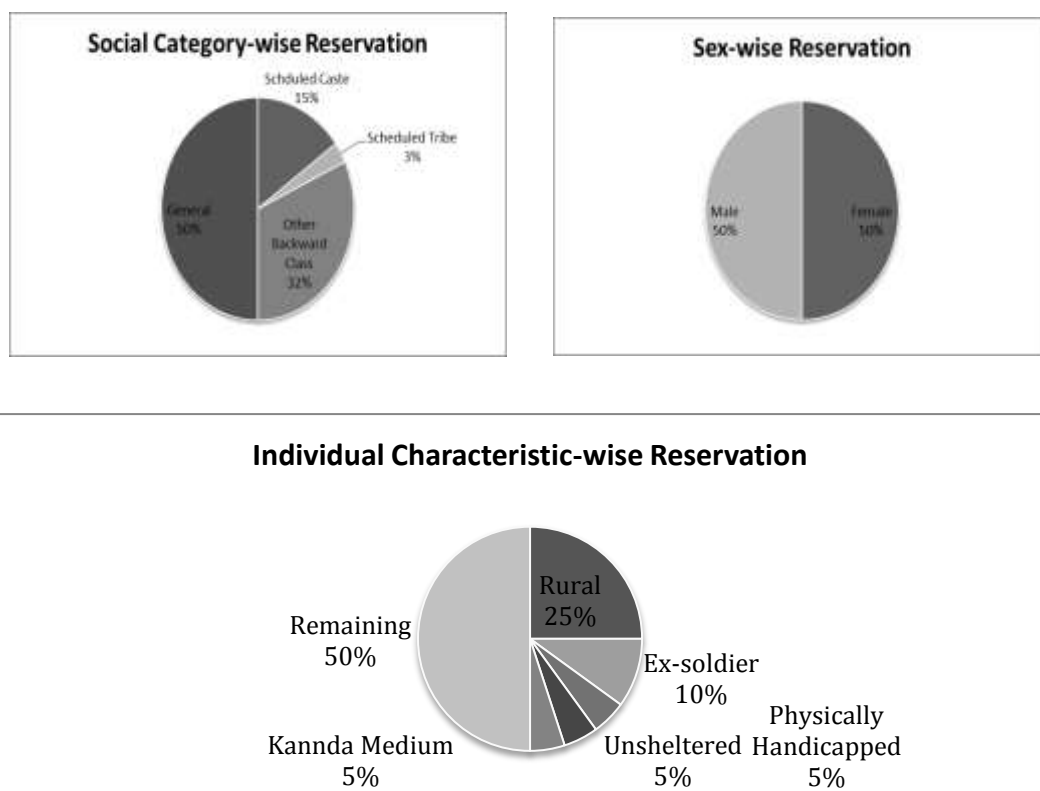 Social Category-wise Reservation
Schduled Caste
15%
Scheduled Tribe
3%
General
50%
Other
Backward
Class
32%
Sex-wise Reservation
Male
50%
Female
50%
Individual Characteristic-wise Reservation
Rural
25%
Remaining
50%
Ex-soldier
10%
Physically
Handicapped
5%
Kannda Medium
5%
Unsheltered
5%